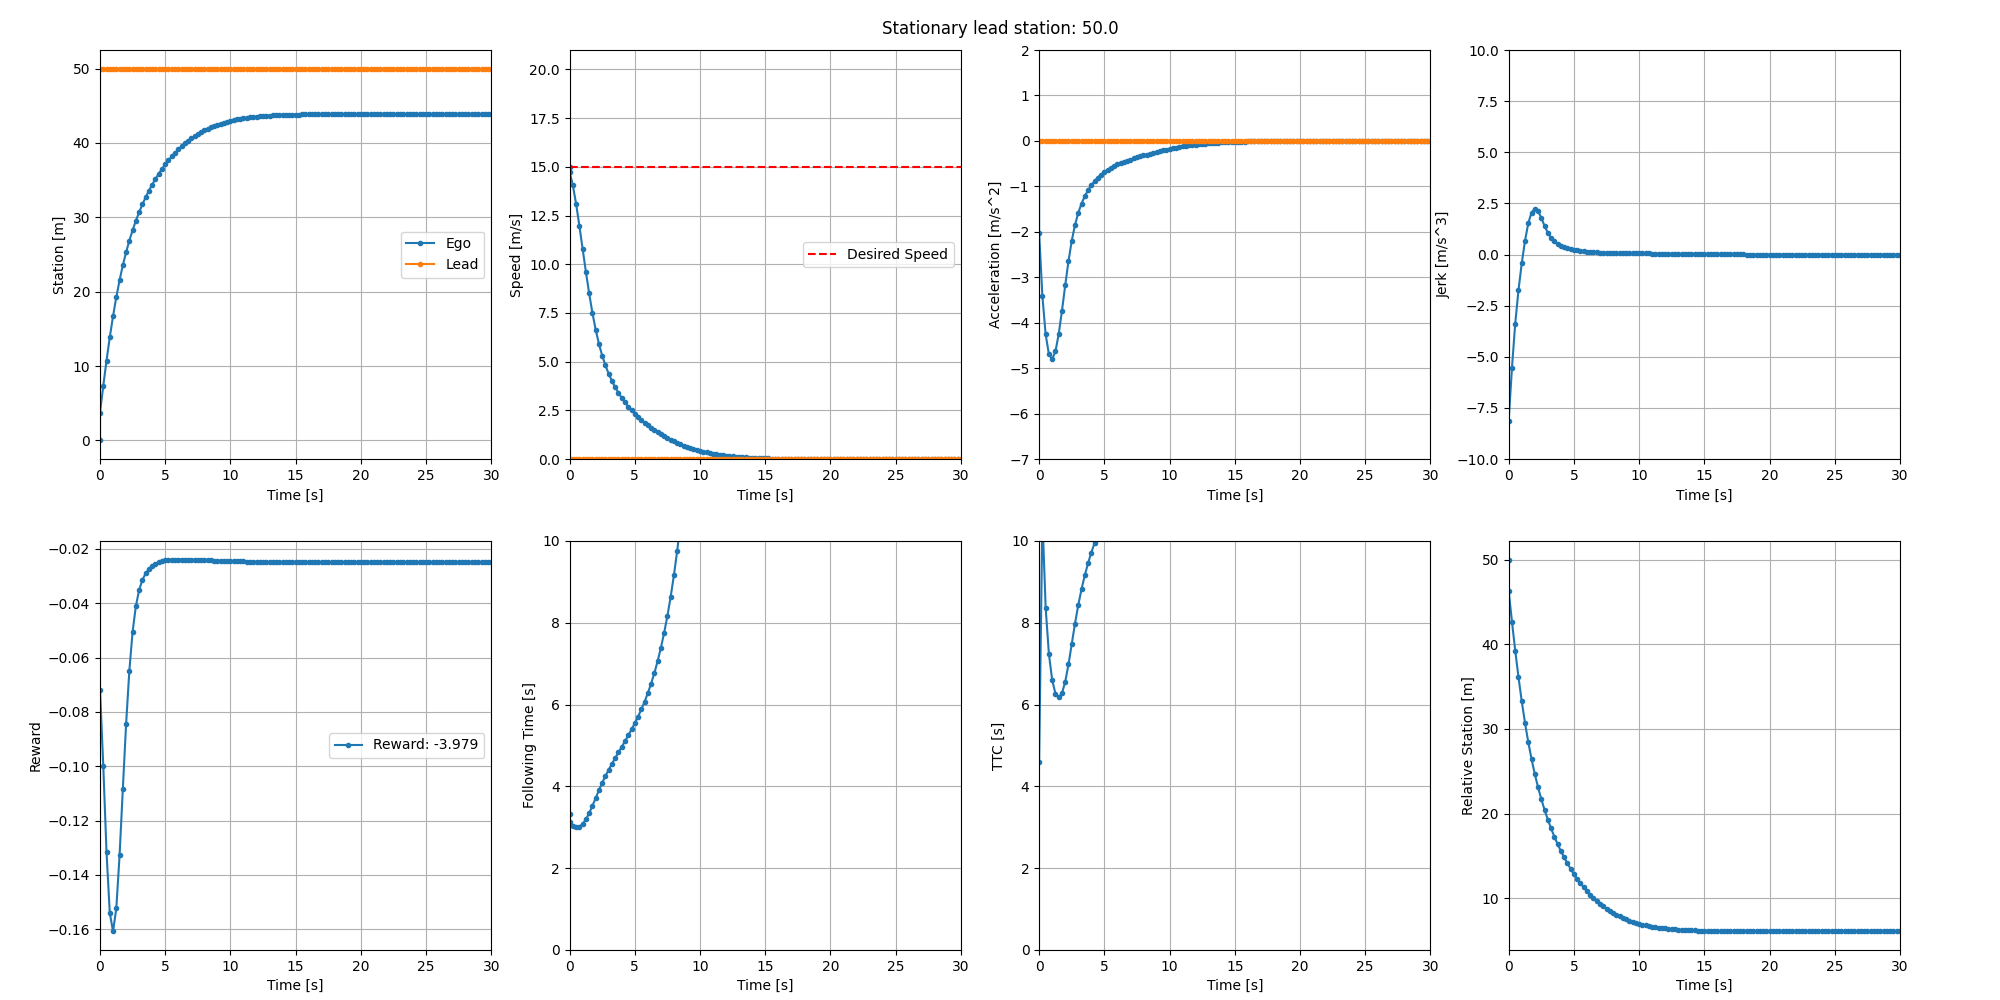 Stationary lead station: 50.0
Station [m]
50
40
30
20
10
0
Ego
Lead
0 5 10 15 20 25 30
Time [s]
Speed [m/s]
20.0
17.5
15.0
12.5
10.0
7.5
5.0
2.5
0.0
Desired Speed
0 5 10 15 20 25 30
Time [s]
Acceleration [m/s^2]
2
1
0
−1
−2
−3
−4
−5
−6
−7
0 5 10 15 20 25 30
Time [s]
Jerk [m/s^3]
10.0
7.5
5.0
2.5
0.0
−2.5
−5.0
−7.5
−10.0
0 5 10 15 20 25 30
Time [s]
Reward
−0.02
−0.04
−0.06
−0.08
−0.10
−0.12
−0.14
−0.16
Reward: -3.979
0 5 10 15 20 25 30
Time [s]
Following Time [s]
10
8
6
4
2
0
0 5 10 15 20 25 30
Time [s]
TTC [s]
10
8
6
4
2
0
0 5 10 15 20 25 30
Time [s]
Relative Station [m]
50
40
30
20
10
0 5 10 15 20 25 30
Time [s]